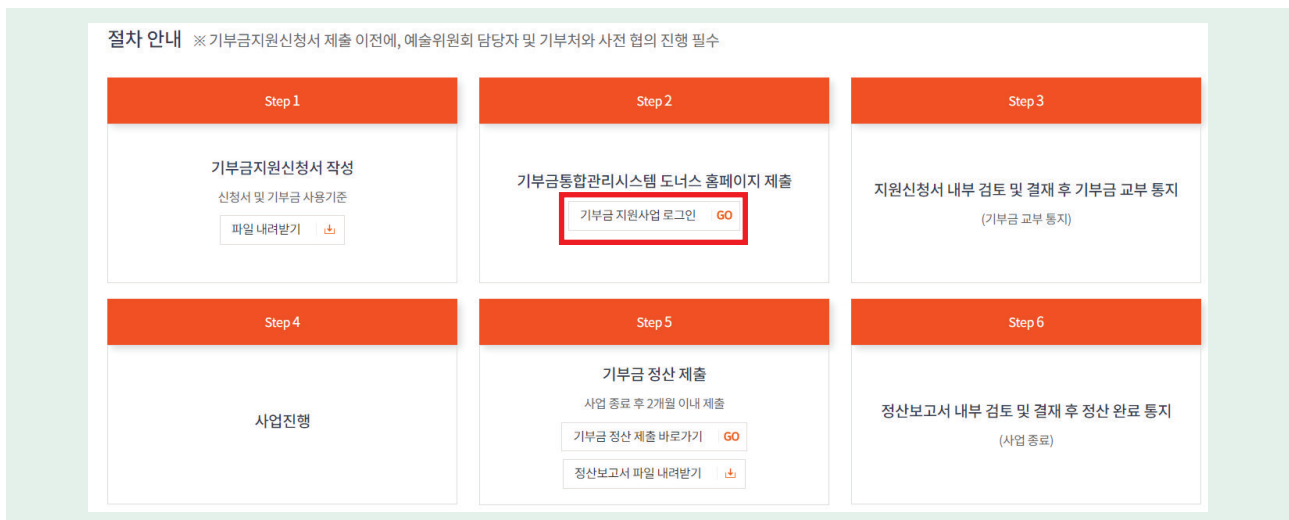 절차 안내 ※ 기부금지원신청서 제출 이전에, 예술위원회 담당자 및 기부처와 사전 협의 진행 필수
Step 1
기부금지원신청서 작성
신청서 및 기부금 사용기준
파일 내려받기
Step 2
기부금통합관리시스템 도너스 홈페이지 제출
기부금 지원사업 로그인 GO
Step 3
지원신청서 내부 검토 및 결재 후 기부금 교부 통지
(기부금 교부 통지)
Step 4
사업진행
Step 5
기부금 정산 제출
사업 종료 후 2개월 이내 제출
기부금 정산 제출 바로가기 GO
정산보고서 파일 내려받기
Step 6
정산보고서 내부 검토 및 결재 후 정산 완료 통지
(사업 종료)